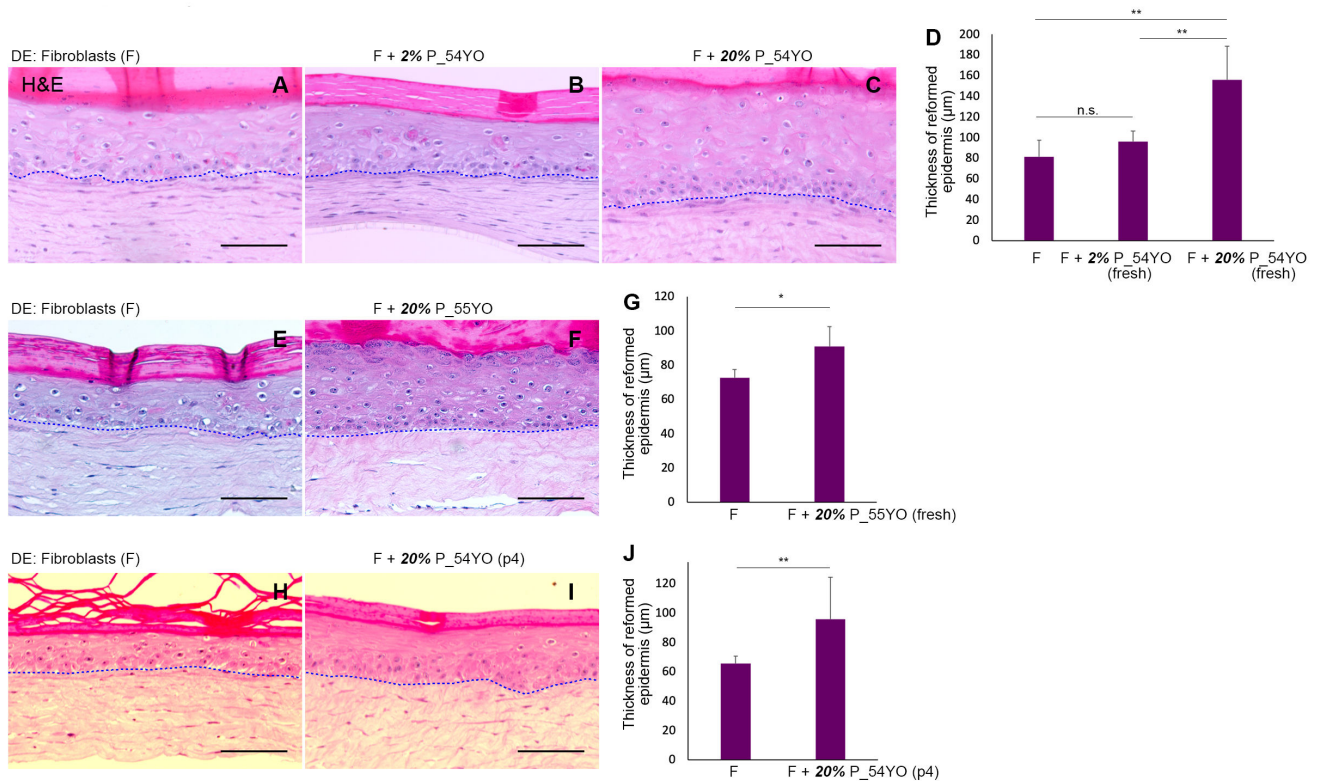 DE: Fibroblasts (F)
F + 2% P_54YO
F + 20% P_54YO
H&E
A
B
C
D
Thickness of reformed
epidermis (µm)
200
180
160
140
120
100
80
60
40
20
0
**
**
n.s.
F
F + 2% P_54YO
(fresh)
F + 20% P_54YO
(fresh)
DE: Fibroblasts (F)
F + 20% P_55YO
E
F
G
Thickness of reformed
epidermis (µm)
120
100
80
60
40
20
0
*
F
F + 20% P_55YO (fresh)
DE: Fibroblasts (F)
F + 20% P_54YO (p4)
H
I
J
Thickness of reformed
epidermis (µm)
120
100
80
60
40
20
0
**
F
F + 20% P_54YO (p4)